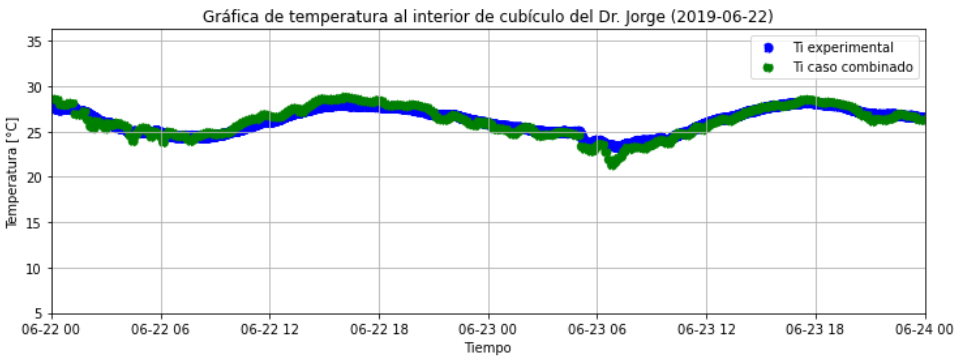 Gráfica de temperatura al interior de cubículo del Dr. Jorge (2019-06-22)
Ti experimental
Ti caso combinado
Temperatura [°C]
35
30
25
20
15
10
5
06-22 00 06-22 06 06-22 12 06-22 18 06-23 00 06-23 06 06-23 12 06-23 18 06-24 00
Tiempo